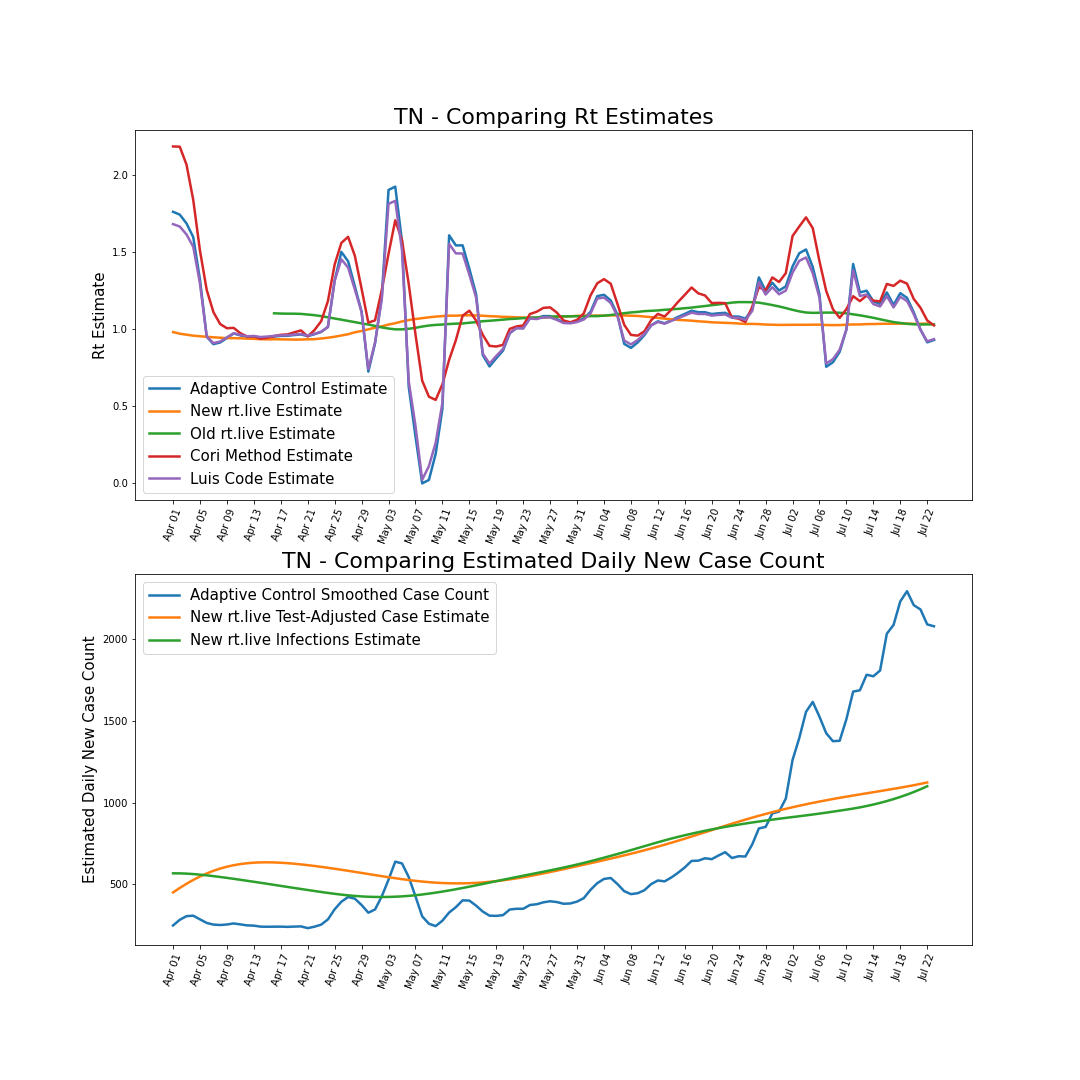 TN - Comparing Rt Estimates
Rt Estimate
2.0
1.5
1.0
0.5
0.0
Adaptive Control Estimate
New rt.live Estimate
Old rt.live Estimate
Cori Method Estimate
Luis Code Estimate
Apr 01 Apr 05 Apr 09 Apr 13 Apr 17 Apr 21 Apr 25 Apr 29 May 03 May 07 May 11 May 15 May 19 May 23 May 27 May 31 Jun 04 Jun 08 Jun 12 Jun 16 Jun 20 Jun 24 Jun 28 Jul 02 Jul 06 Jul 10 Jul 14 Jul 18 Jul 22
TN - Comparing Estimated Daily New Case Count
Estimated Daily New Case Count
2000
1500
1000
500
Adaptive Control Smoothed Case Count
New rt.live Test-Adjusted Case Estimate
New rt.live Infections Estimate
Apr 01 Apr 05 Apr 09 Apr 13 Apr 17 Apr 21 Apr 25 Apr 29 May 03 May 07 May 11 May 15 May 19 May 23 May 27 May 31 Jun 04 Jun 08 Jun 12 Jun 16 Jun 20 Jun 24 Jun 28 Jul 02 Jul 06 Jul 10 Jul 14 Jul 18 Jul 22